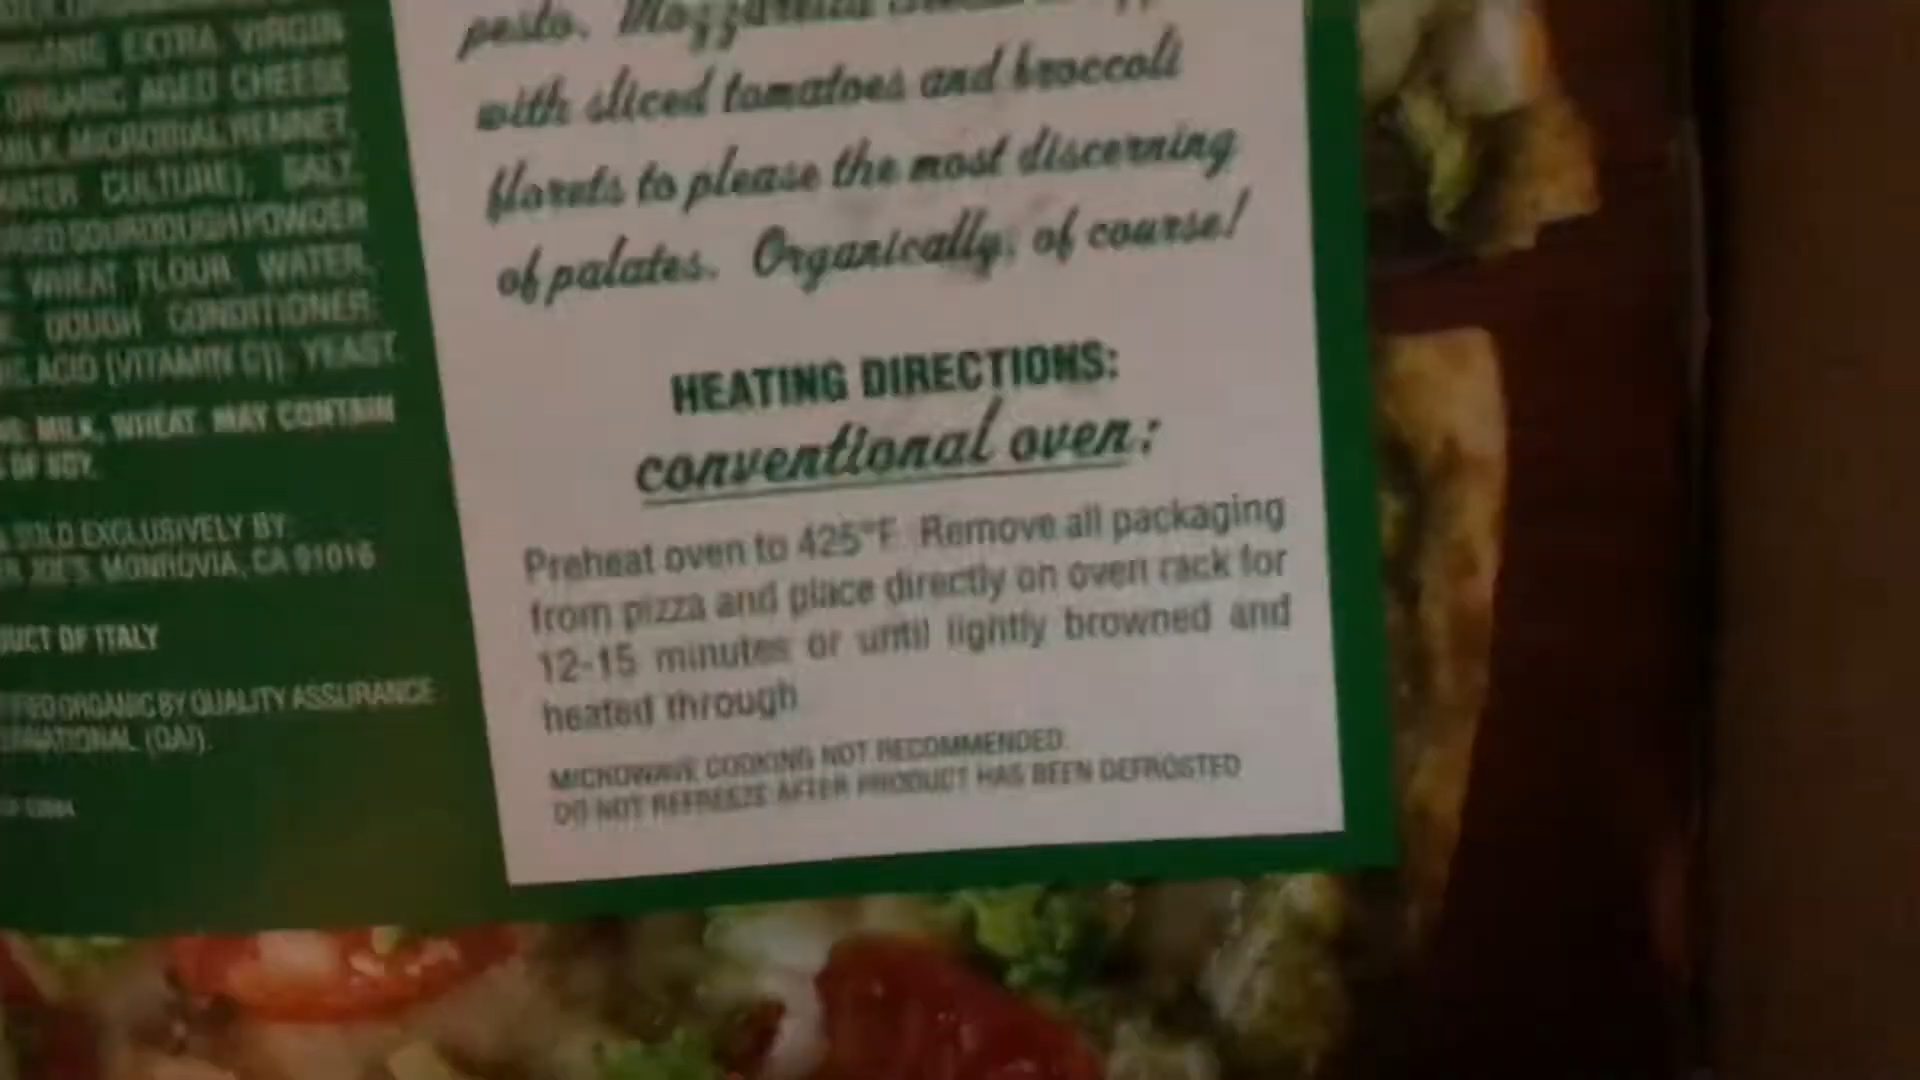 ORGANIC EXTRA VIRGIN
ORGANIC AGED CHEESE
MILK, MICROBIAL RENNET,
WATER CULTURE), SALT,
DRIED SOURDOUGH POWDER
WHEAT FLOUR, WATER,
DOUGH CONDITIONER:
ACID [VITAMIN C]), YEAST.
MILK, WHEAT. MAY CONTAIN
OF SOY.
SOLD EXCLUSIVELY BY:
JOE'S, MONROVIA, CA 91016
DUCT OF ITALY
ORGANIC BY QUALITY ASSURANCE
(QAI).
pesto. Mozzarella
with sliced tomatoes and broccoli
florets to please the most discerning
of palates. Organically, of course!
HEATING DIRECTIONS:
conventional oven:
Preheat oven to 425°F. Remove all packaging
from pizza and place directly on oven rack for
12-15 minutes or until lightly browned and
heated through.
MICROWAVE COOKING NOT RECOMMENDED.
DO NOT REFREEZE AFTER PRODUCT HAS BEEN DEFROSTED